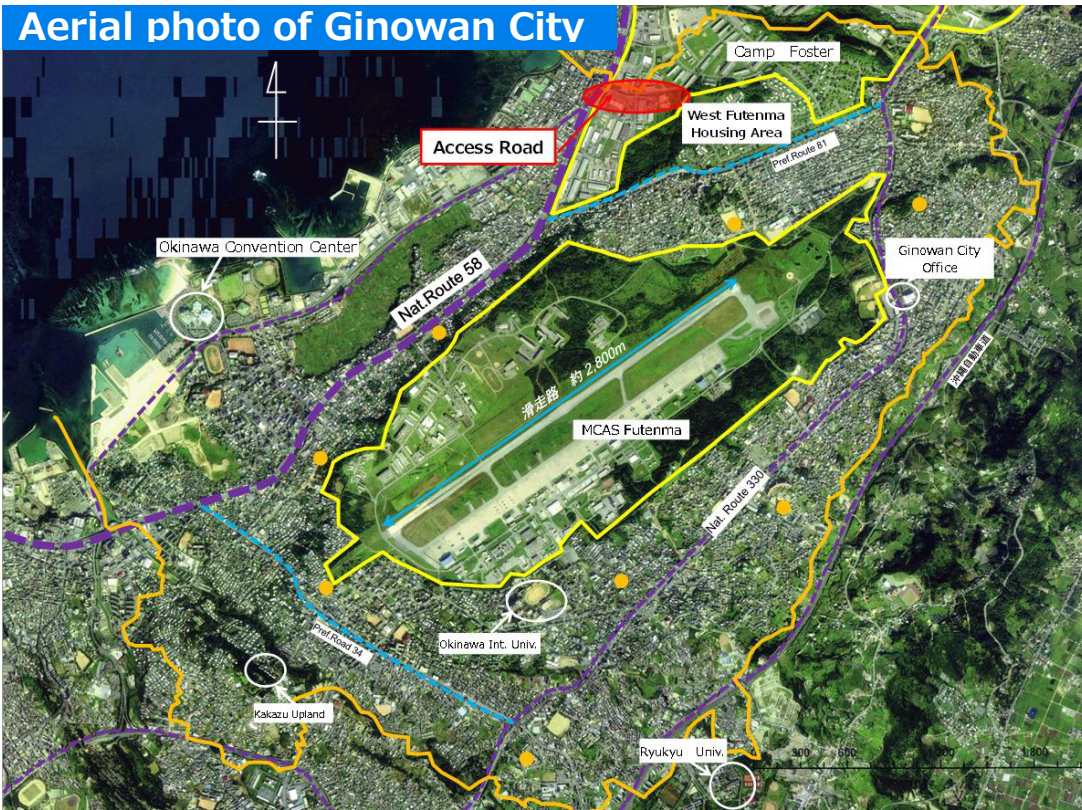 Aerial photo of Ginowan City
Camp Foster
West Futenma
Housing Area
Access Road
Pref.Route 81
Okinawa Convention Center
Nat.Route 58
Ginowan City
Office
沖縄自動車道
滑走路 約2,800m
MCAS Futenma
Nat. Route 330
Okinawa Int. Univ.
Pref.Road 34
Kakazu Upland
Ryukyu Univ.
300 600 1,200 1,800